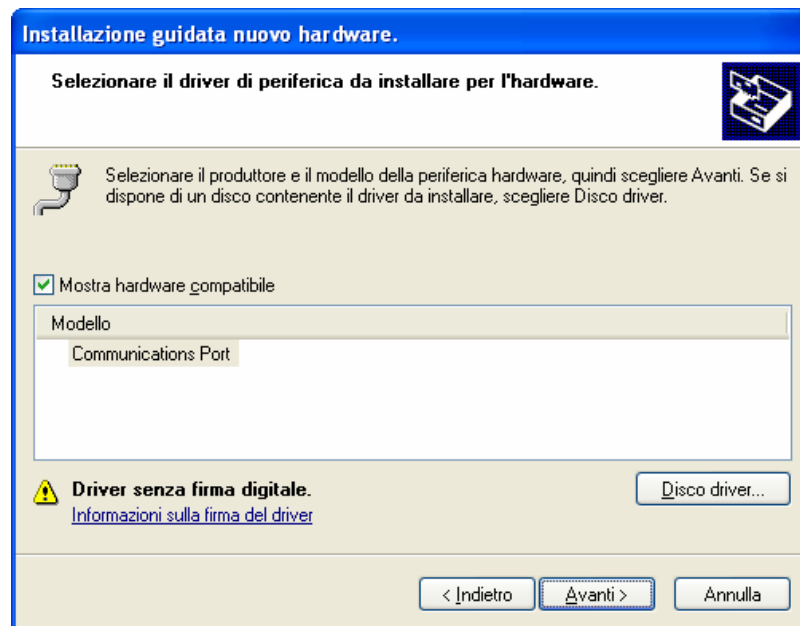 Installazione guidata nuovo hardware.
Selezionare il driver di periferica da installare per l'hardware.
Selezionare il produttore e il modello della periferica hardware, quindi scegliere Avanti. Se si
dispone di un disco contenente il driver da installare, scegliere Disco driver.
Mostra hardware compatibile
Modello
Communications Port
Driver senza firma digitale.
Disco driver...
Informazioni sulla firma del driver
< Indietro
Avanti >
Annulla